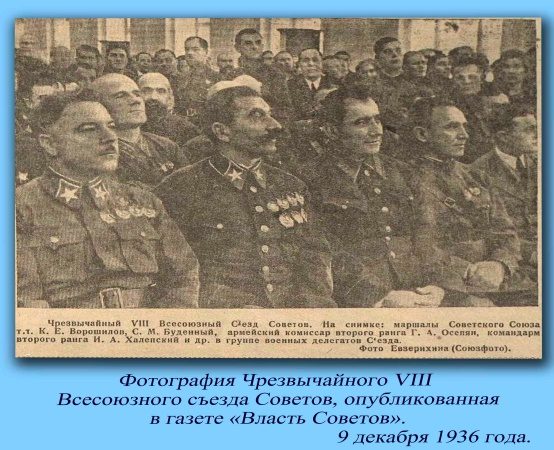 Чрезвычайный VIII Всесоюзный Съезд Советов. На снимке: маршалы Советского Союза
т.т. К. Е. Ворошилов, С. М. Буденный, армейский комиссар второго ранга Г. А. Осепян, командарм
второго ранга И. А. Халепский и др. в группе военных делегатов Съезда.
Фото Евзерихина (Союзфото).
Фотография Чрезвычайного VIII
Всесоюзного съезда Советов, опубликованная
в газете «Власть Советов».
9 декабря 1936 года.